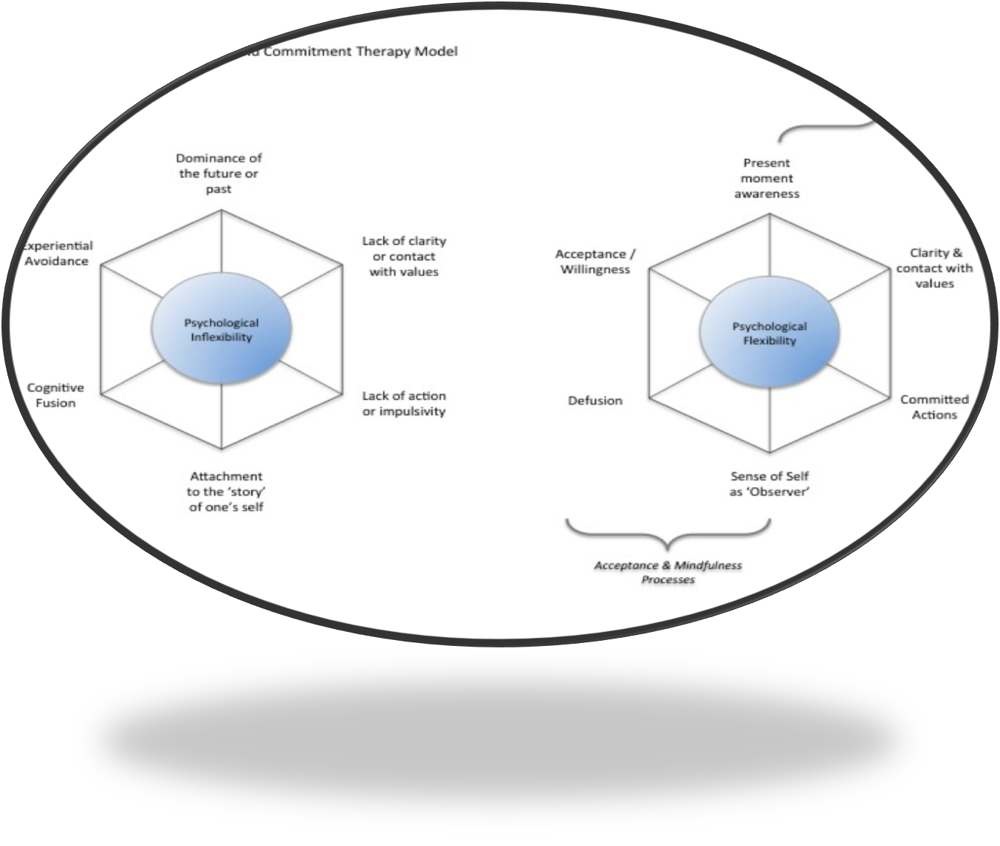 Commitment Therapy Model
Dominance of
the future or
past
Experiential
Avoidance
Lack of clarity
or contact
with values
Psychological
Inflexibility
Cognitive
Fusion
Lack of action
or impulsivity
Attachment
to the ‘story’
of one’s self
Present
moment
awareness
Acceptance /
Willingness
Clarity &
contact with
values
Psychological
Flexibility
Defusion
Committed
Actions
Sense of Self
as ‘Observer’
Acceptance & Mindfulness
Processes